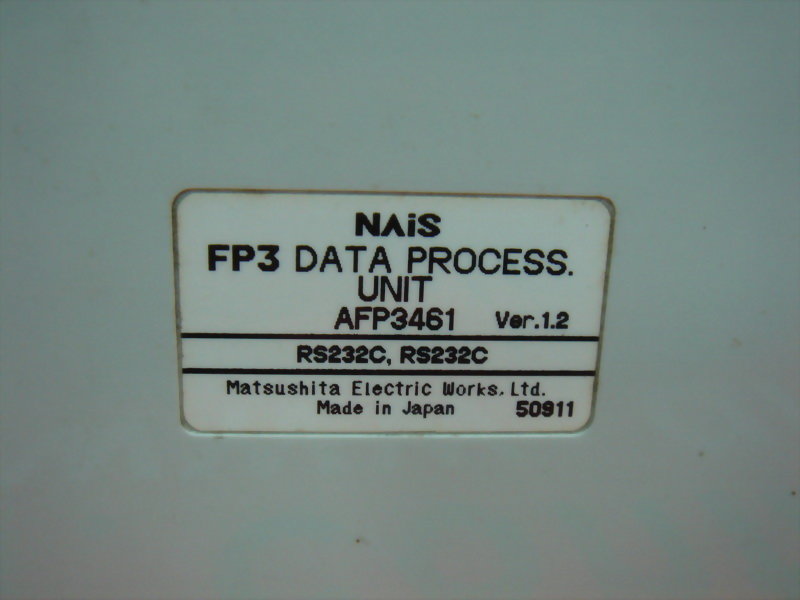 NAiS
FP3 DATA PROCESS.
UNIT
AFP3461 Ver.1.2
RS232C, RS232C
Matsushita Electric Works, Ltd.
Made in Japan 50911